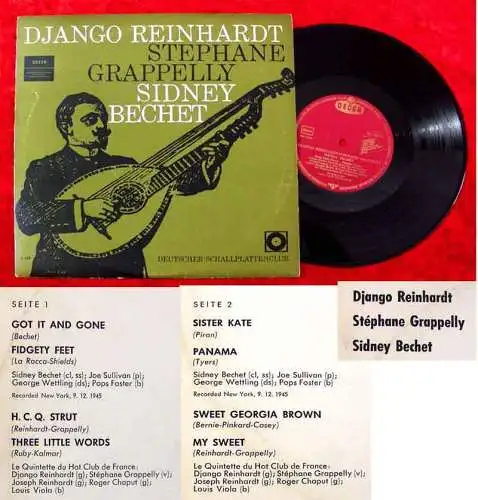 DJANGO REINHARDT
STEPHANE
GRAPPELLY
SIDNEY
BECHET
DECCA
DEUTSCHER SCHALLPLATTENCLUB
DECCA
SEITE 1
GOT IT AND GONE
(Bechet)
FIDGETY FEET
(La Rocca-Shields)
Sidney Bechet (cl, ss); Joe Sullivan (p);
George Wettling (ds); Pops Foster (b)
Recorded New York, 9. 12. 1945
H. C. Q. STRUT
(Reinhardt-Grappelly)
THREE LITTLE WORDS
(Ruby-Kalmar)
Le Quintette du Hot Club de France:
Django Reinhardt (g); Stéphane Grappelly (v);
Joseph Reinhardt (g); Roger Chaput (g);
Louis Viola (b)
SEITE 2
SISTER KATE
(Piran)
PANAMA
(Tyers)
Sidney Bechet (cl, ss); Joe Sullivan (p);
George Wettling (ds); Pops Foster (b)
Recorded New York, 9. 12. 1945
SWEET GEORGIA BROWN
(Bernie-Pinkard-Casey)
MY SWEET
(Reinhardt-Grappelly)
Le Quintette du Hot Club de France:
Django Reinhardt (g); Stéphane Grappelly (v);
Joseph Reinhardt (g); Roger Chaput (g);
Louis Viola (b)
Django Reinhardt
Stéphane Grappelly
Sidney Bechet